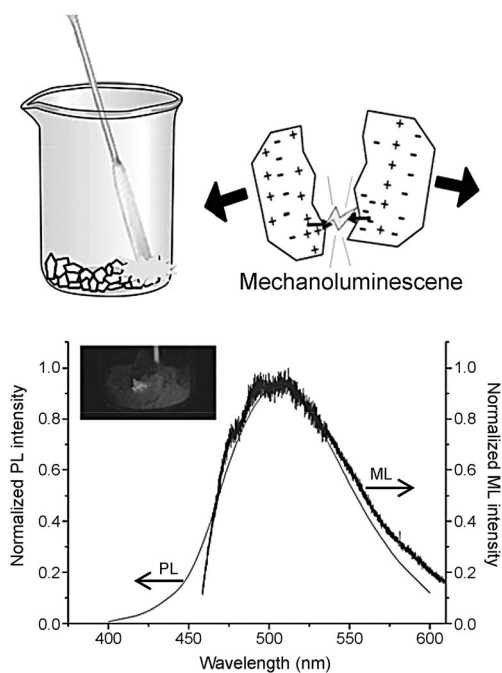 Mechanoluminescene
Normalized PL intensity
1.0
0.8
0.6
0.4
0.2
0.0
PL
ML
1.0
0.8
0.6
0.4
0.2
0.0
Normalized ML intensity
400 450 500 550 600
Wavelength (nm)